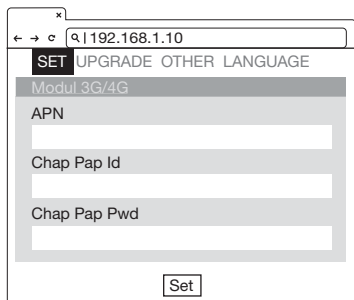 192.168.1.10
SET UPGRADE OTHER LANGUAGE
Modul 3G/4G
APN
Chap Pap Id
Chap Pap Pwd
Set